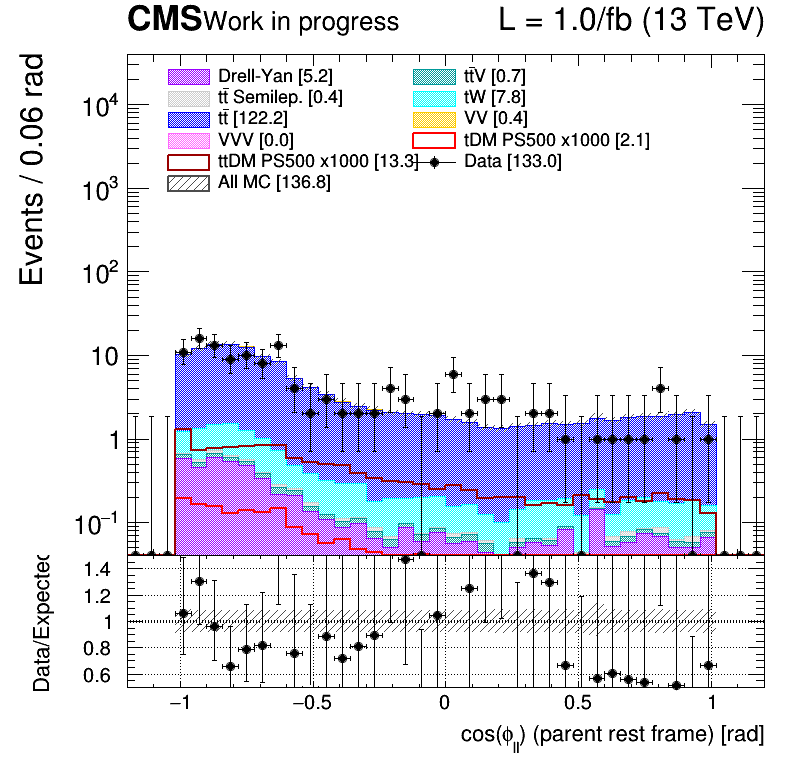 CMS Work in progress L = 1.0/fb (13 TeV)
Events / 0.06 rad
Drell-Yan [5.2] tt̄V [0.7]
tt̄ Semilep. [0.4] tW [7.8]
tt̄ [122.2] VV [0.4]
VVV [0.0] tDM PS500 x1000 [2.1]
ttDM PS500 x1000 [13.3] Data [133.0]
All MC [136.8]
10⁴
10³
10²
10
1
10⁻¹
Data/Expected
1.4
1.2
1
0.8
0.6
−1 −0.5 0 0.5 1
cos(ϕ_ll) (parent rest frame) [rad]